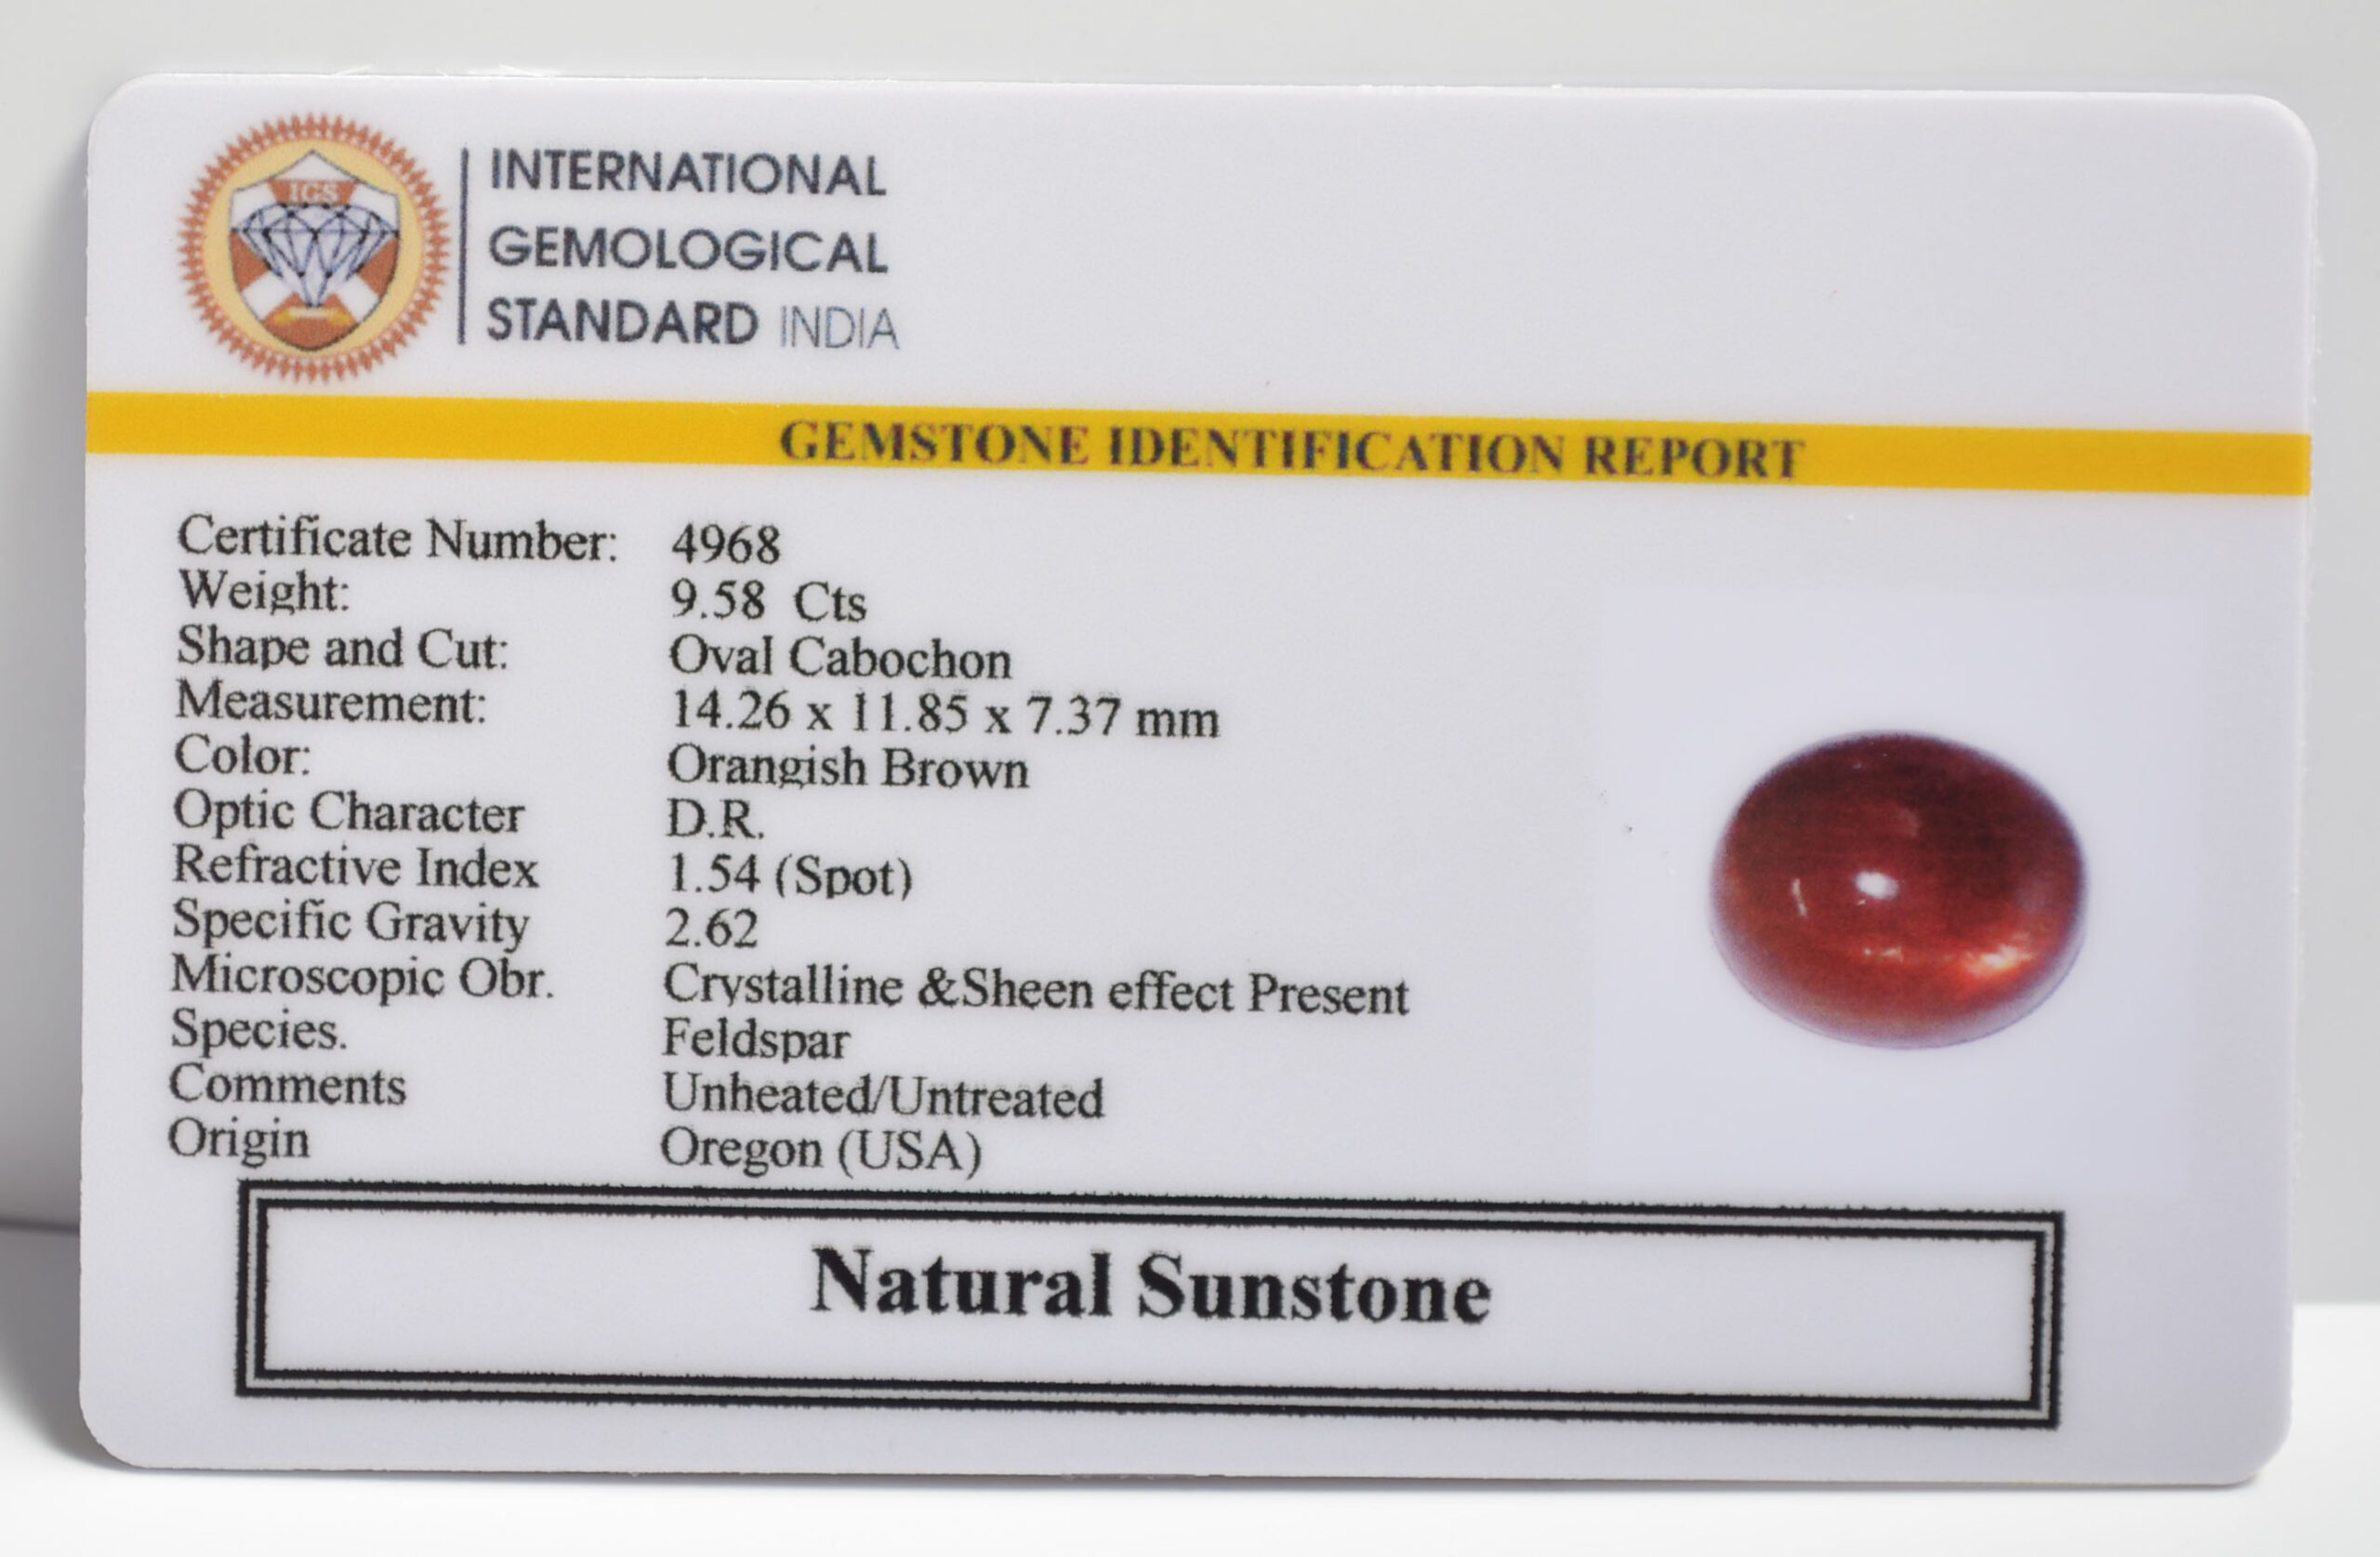 IGS
INTERNATIONAL
GEMOLOGICAL
STANDARD INDIA
GEMSTONE IDENTIFICATION REPORT
Certificate Number: 4968
Weight: 9.58 Cts
Shape and Cut: Oval Cabochon
Measurement: 14.26 x 11.85 x 7.37 mm
Color: Orangish Brown
Optic Character D.R.
Refractive Index 1.54 (Spot)
Specific Gravity 2.62
Microscopic Obr. Crystalline &Sheen effect Present
Species. Feldspar
Comments Unheated/Untreated
Origin Oregon (USA)
Natural Sunstone